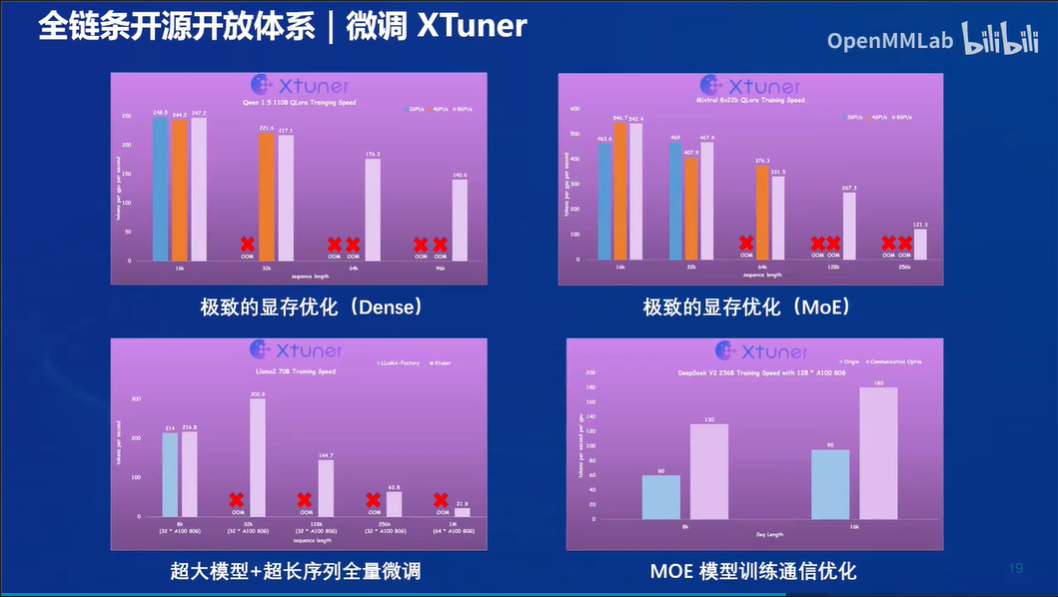 全链条开源开放体系 | 微调 XTuner
OpenMMLab bilibili
Xtuner
Qwen 1.5 110B QLora Trainging Speed
2GPUs 4GPUs 8GPUs
tokens per gpu per second
250
200
150
100
50
0
248.5 244.2 247.2
221.6 217.1
176.3
140.6
OOM OOM OOM OOM OOM
16k 32k 64k 96k
sequence length
极致的显存优化（Dense）
Xtuner
Mixtral 8x22b QLora Training Speed
2GPUs 4GPUs 8GPUs
tokens per gpu per second
600
500
400
300
200
100
0
463.6 546.7 542.4
469 407.9 467.4
376.3 331.5
267.3
121.3
OOM OOM OOM OOM OOM
16k 32k 64k 128k 256k
sequence length
极致的显存优化（MoE）
Xtuner
LLaMA-Factory Xtuner
Llama2 70B Training Speed
tokens per second
300
200
100
0
214 216.8
300.9
144.7
63.8
21.8
OOM OOM OOM OOM
8k 32k 128k 256k 1M
(32 * A100 80G) (32 * A100 80G) (32 * A100 80G) (32 * A100 80G) (64 * A100 80G)
sequence length
超大模型+超长序列全量微调
Xtuner
Origin Communication Optim
DeepSeek V2 236B Training Speed with 128 * A100 80G
tokens per second per gpu
200
180
160
140
120
100
80
60
40
20
0
60 130
95 180
8k 16k
Seq Length
MOE 模型训练通信优化
19